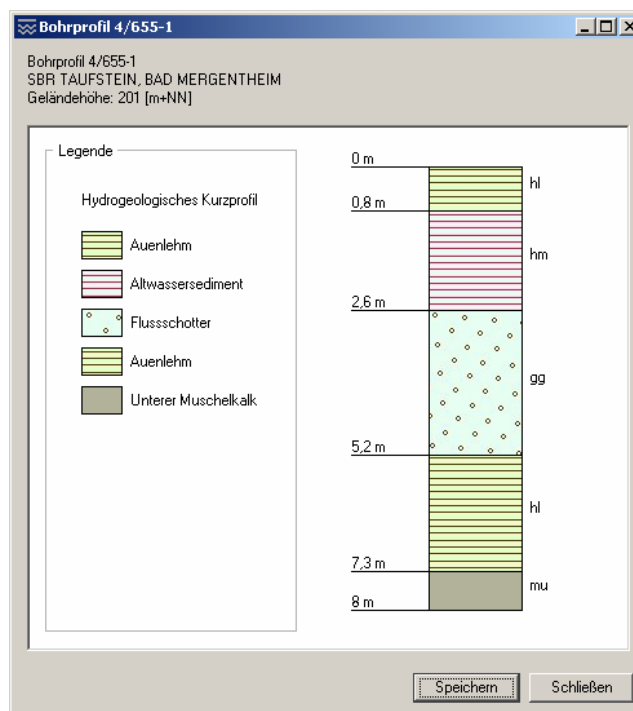 Bohrprofil 4/655-1
Bohrprofil 4/655-1
SBR TAUFSTEIN, BAD MERGENTHEIM
Geländehöhe: 201 [m+NN]
Legende
Hydrogeologisches Kurzprofil
Auenlehm
Altwassersediment
Flussschotter
Auenlehm
Unterer Muschelkalk
0 m
hl
0,8 m
hm
2,6 m
gg
5,2 m
hl
7,3 m
mu
8 m
Speichern
Schließen